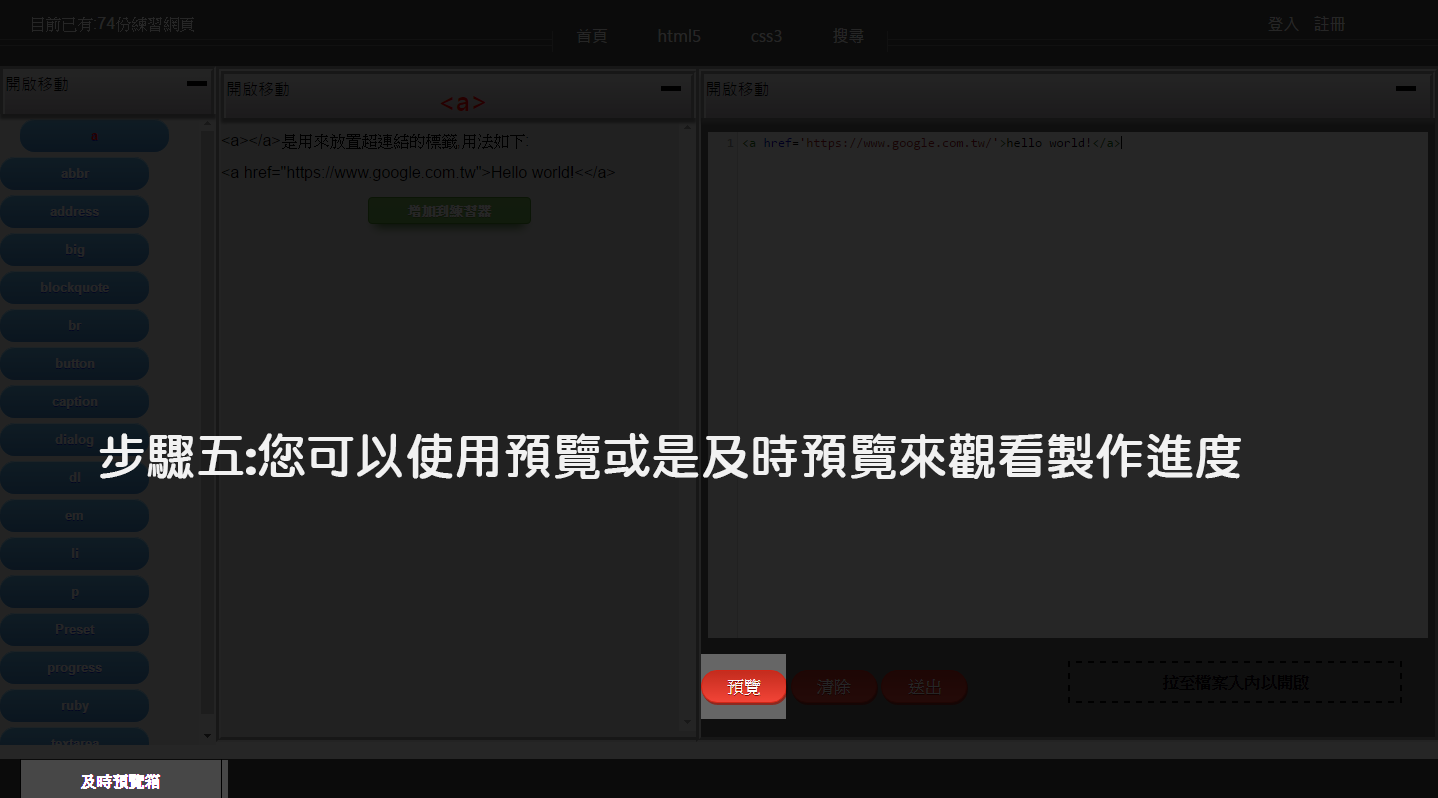 目前已有:74份練習網頁
首頁 html5 css3 搜尋
登入 註冊
開啟移動
a
abbr
address
big
blockquote
br
button
caption
dialog
dl
em
li
p
Preset
progress
ruby
textarea
開啟移動
<a>
<a></a>是用來放置超連結的標籤,用法如下:
<a href="https://www.google.com.tw">Hello world!<</a>
增加到練習器
開啟移動
1 <a href='https://www.google.com.tw/'>hello world!</a>
步驟五:您可以使用預覽或是及時預覽來觀看製作進度
預覽 清除 送出
拉至檔案入內以開啟
及時預覽箱